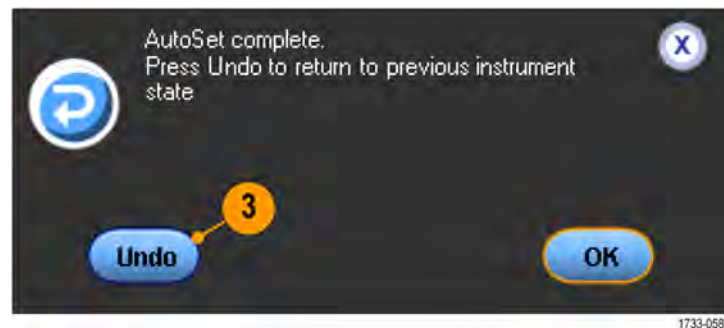 AutoSet complete.
Press Undo to return to previous instrument
state
X
3
Undo
OK
1733-058